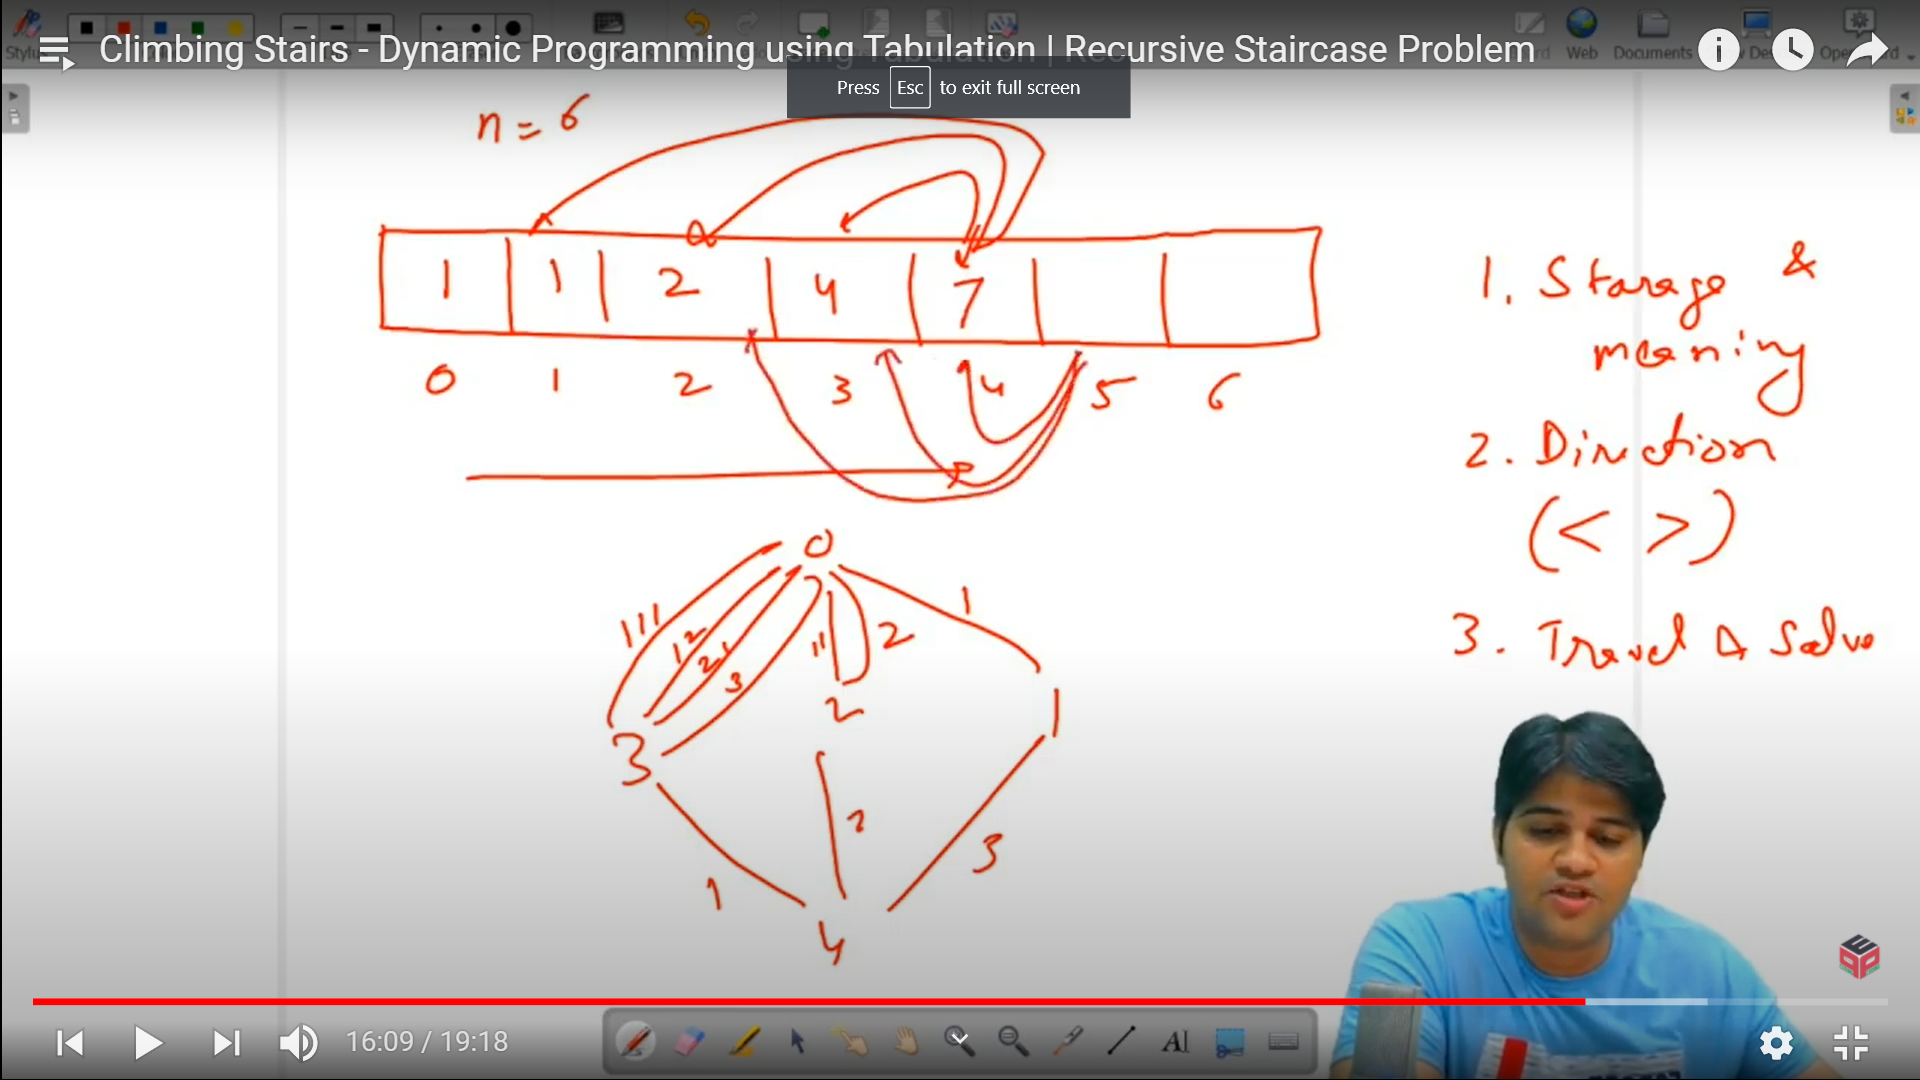 Climbing Stairs - Dynamic Programming using Tabulation | Recursive Staircase Problem
Web Documents
Press Esc to exit full screen
n = 6
1 1 2 4 7
0 1 2 3 4 5 6
1. Storage &
meaning
2. Direction
(< >)
3. Travel & Solve
0
111 12 21 3 11 2 1
3 2 1
1 2 3
4
16:09 / 19:18